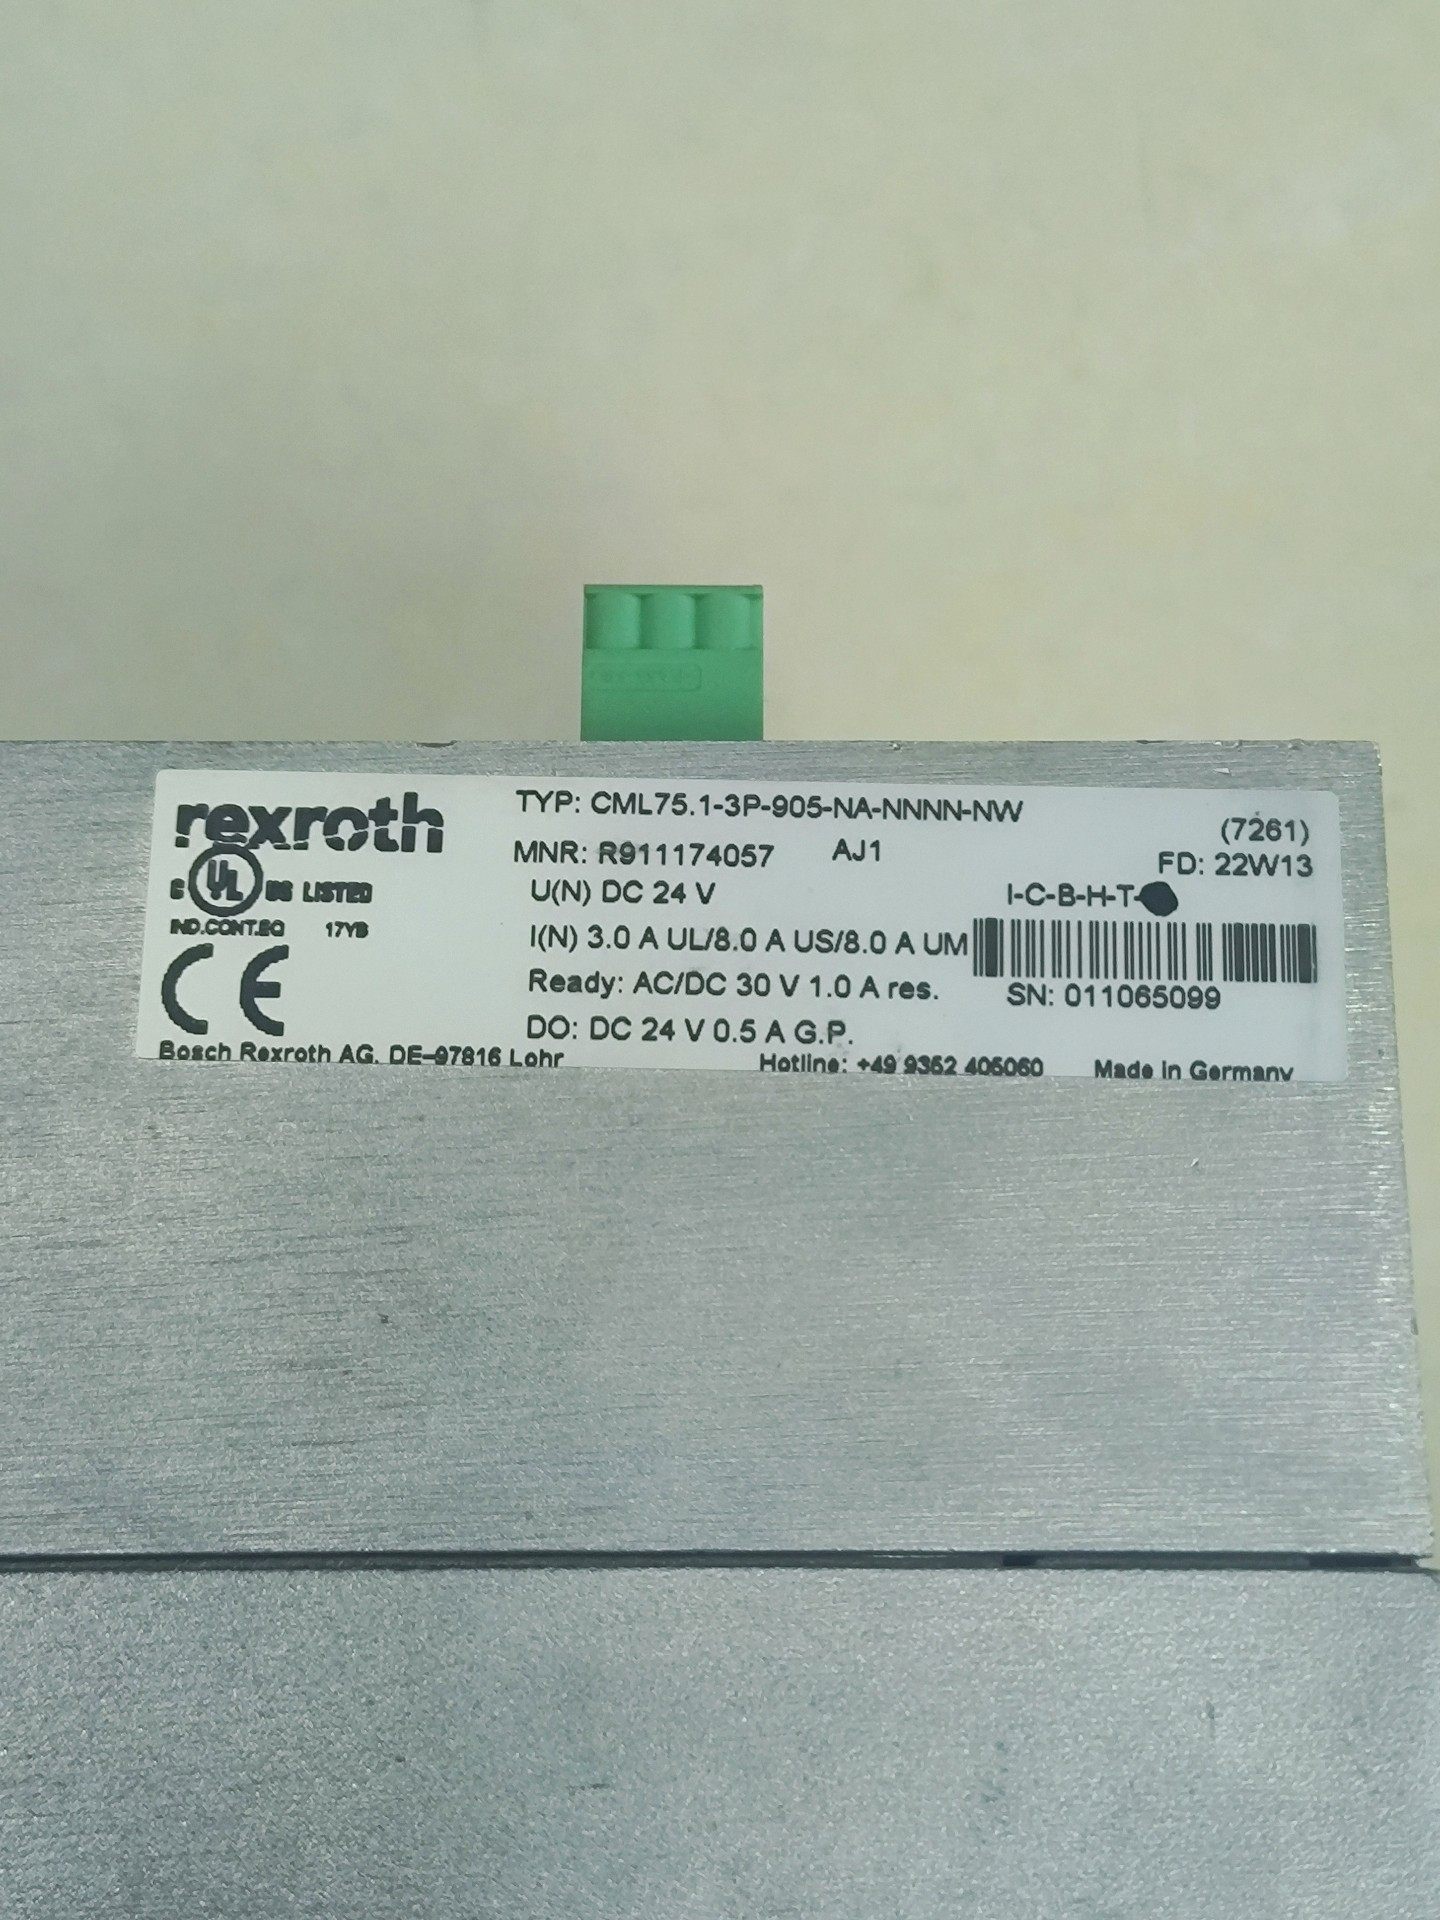 rexroth
TYP: CML75.1-3P-905-NA-NNNN-NW
(7261)
MNR: R911174057 AJ1
FD: 22W13
C UL US LISTED
U(N) DC 24 V
I-C-B-H-T-
IND.CONT.EQ 17YB
I(N) 3.0 A UL/8.0 A US/8.0 A UM
CE
Ready: AC/DC 30 V 1.0 A res.
SN: 011065099
DO: DC 24 V 0.5 A G.P.
Bosch Rexroth AG, DE-97816 Lohr
Hotline: +49 9352 405060
Made in Germany